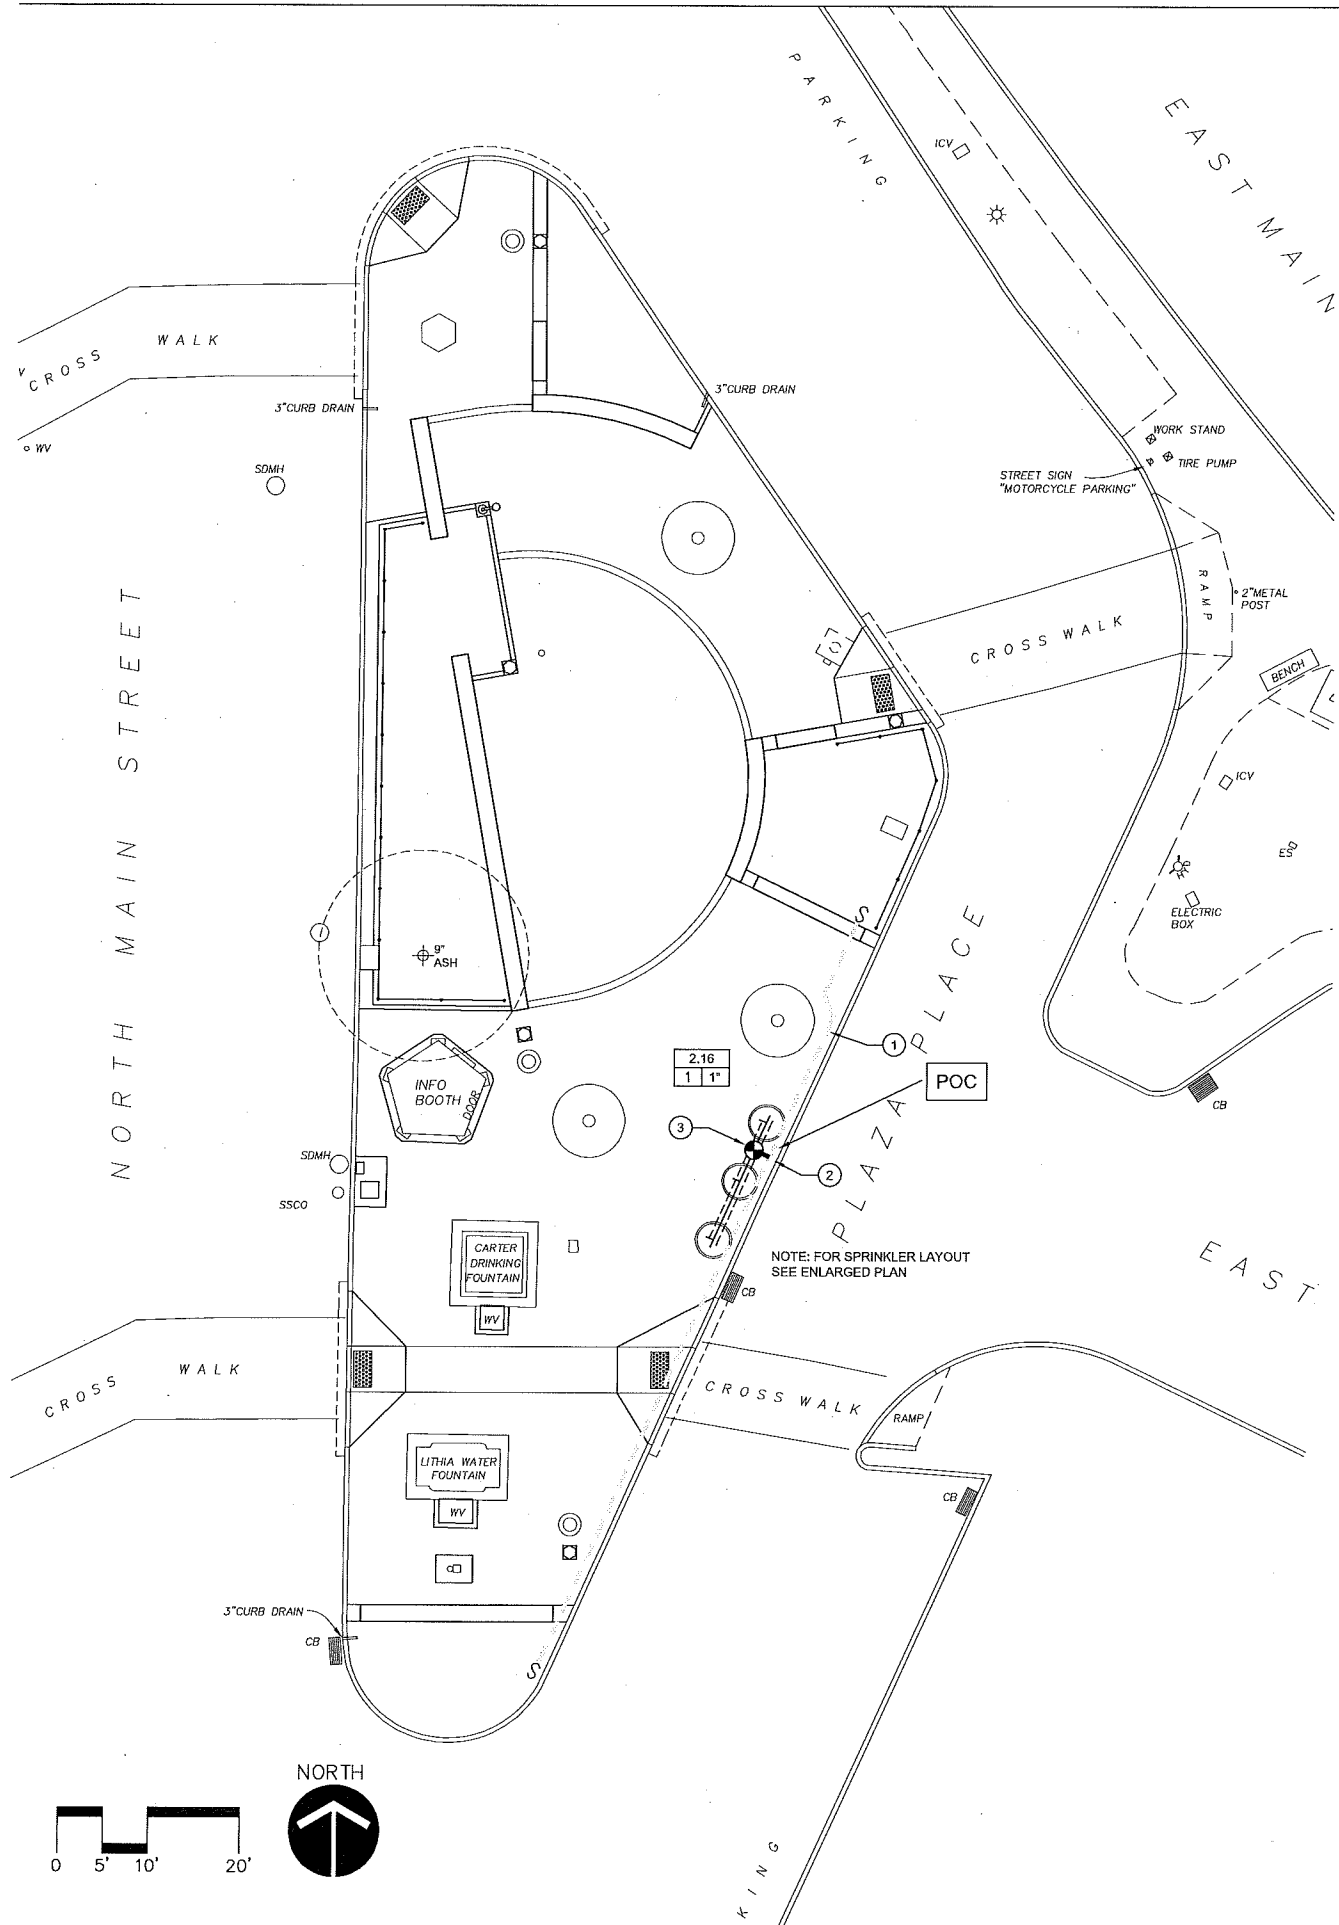 PARKING
EAST MAIN
ICV
WALK
CROSS
V
3"CURB DRAIN
3"CURB DRAIN
WV
SDMH
WORK STAND
TIRE PUMP
STREET SIGN
"MOTORCYCLE PARKING"
RAMP
2"METAL
POST
CROSS WALK
BENCH
NORTH MAIN STREET
ICV
ES
HYD
ELECTRIC
BOX
S
1
9"
ASH
PLAZA PLACE
1
2.16
1 1"
POC
INFO
BOOTH
DOOR
CB
3
2
SDMH
SSCO
CARTER
DRINKING
FOUNTAIN
WV
NOTE: FOR SPRINKLER LAYOUT
SEE ENLARGED PLAN
CB
EAST
WALK
CROSS
CROSS WALK
RAMP
LITHIA WATER
FOUNTAIN
WV
CB
3"CURB DRAIN
CB
S
NORTH
0 5' 10' 20'
KING